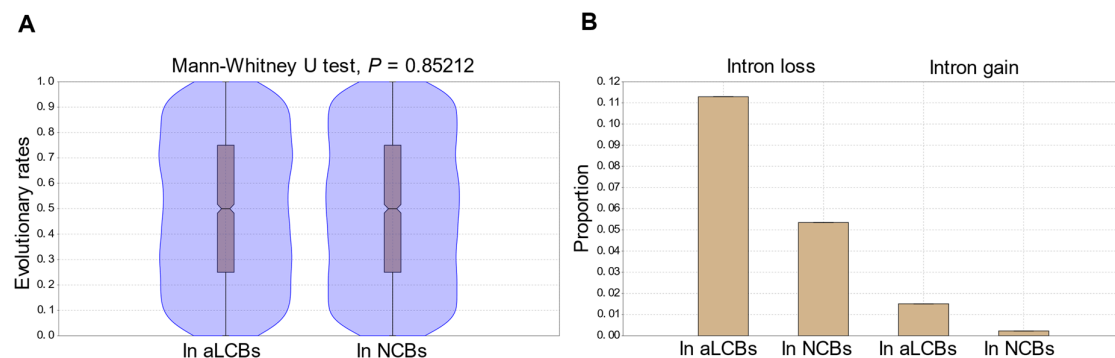 A
Mann-Whitney U test, P = 0.85212
Evolutionary rates
1.0
0.9
0.8
0.7
0.6
0.5
0.4
0.3
0.2
0.1
0.0
In aLCBs
In NCBs
B
Intron loss
Intron gain
Proportion
0.12
0.11
0.10
0.09
0.08
0.07
0.06
0.05
0.04
0.03
0.02
0.01
0.00
In aLCBs
In NCBs
In aLCBs
In NCBs